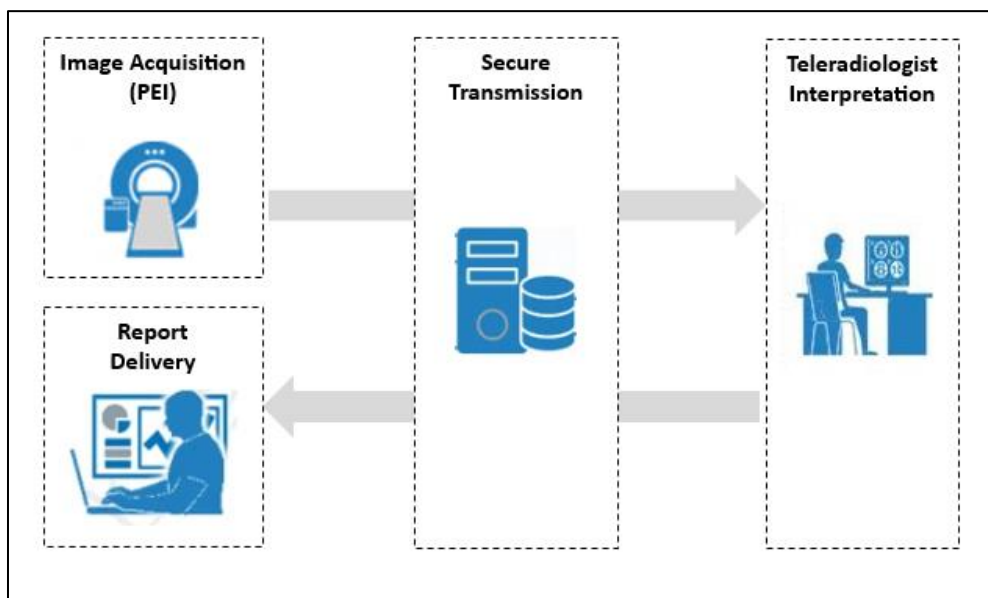 Image Acquisition
(PEI)
Secure
Transmission
Teleradiologist
Interpretation
Report
Delivery